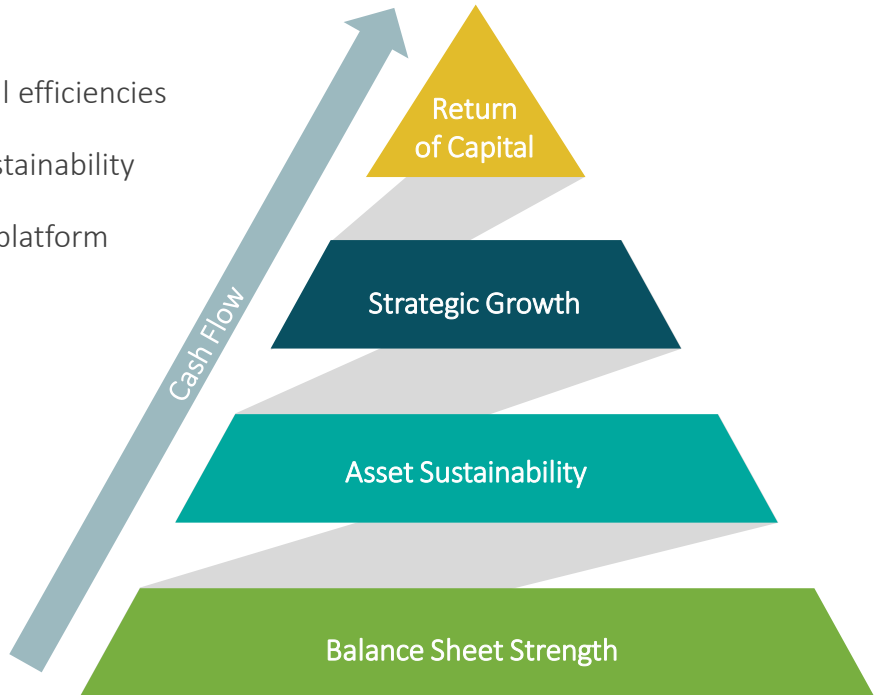 l efficiencies
stainability
platform
Return
of Capital
Cash Flow
Strategic Growth
Asset Sustainability
Balance Sheet Strength